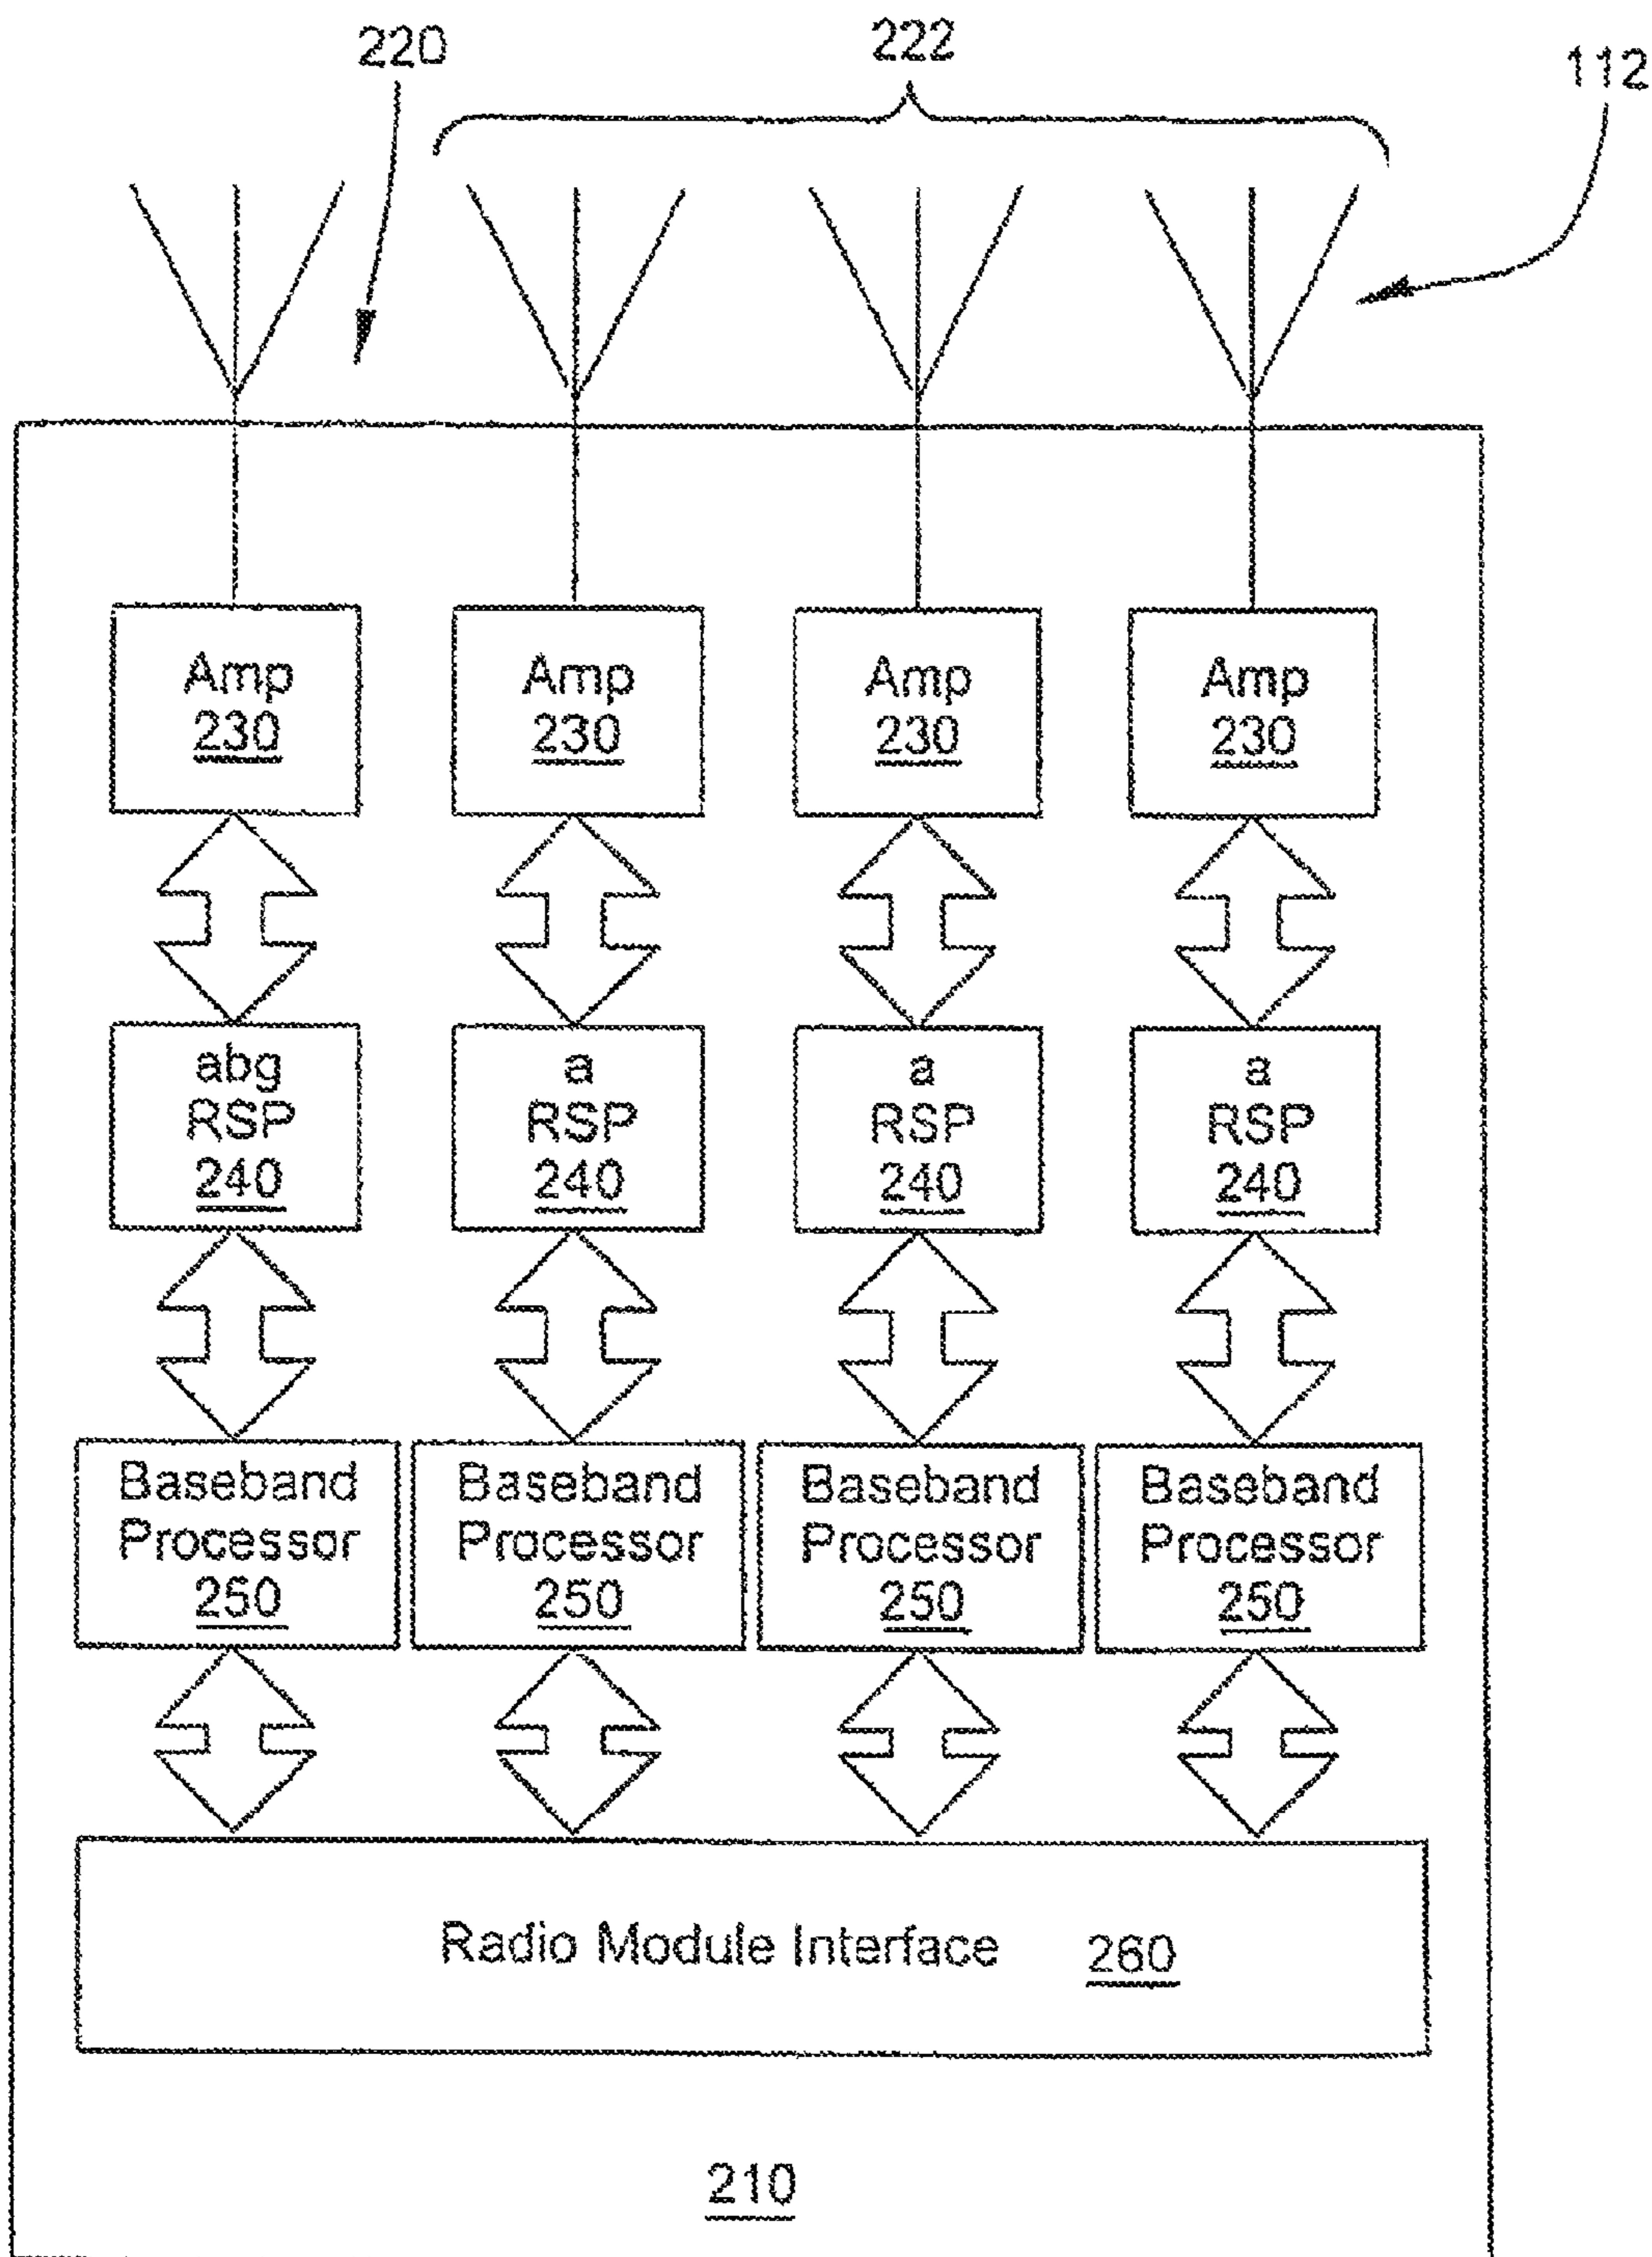 220
222
112
Amp
230
Amp
230
Amp
230
Amp
230
abg
RSP
240
a
RSP
240
a
RSP
240
a
RSP
240
Baseband
Processor
250
Baseband
Processor
250
Baseband
Processor
250
Baseband
Processor
250
Radio Module Interface 260
210